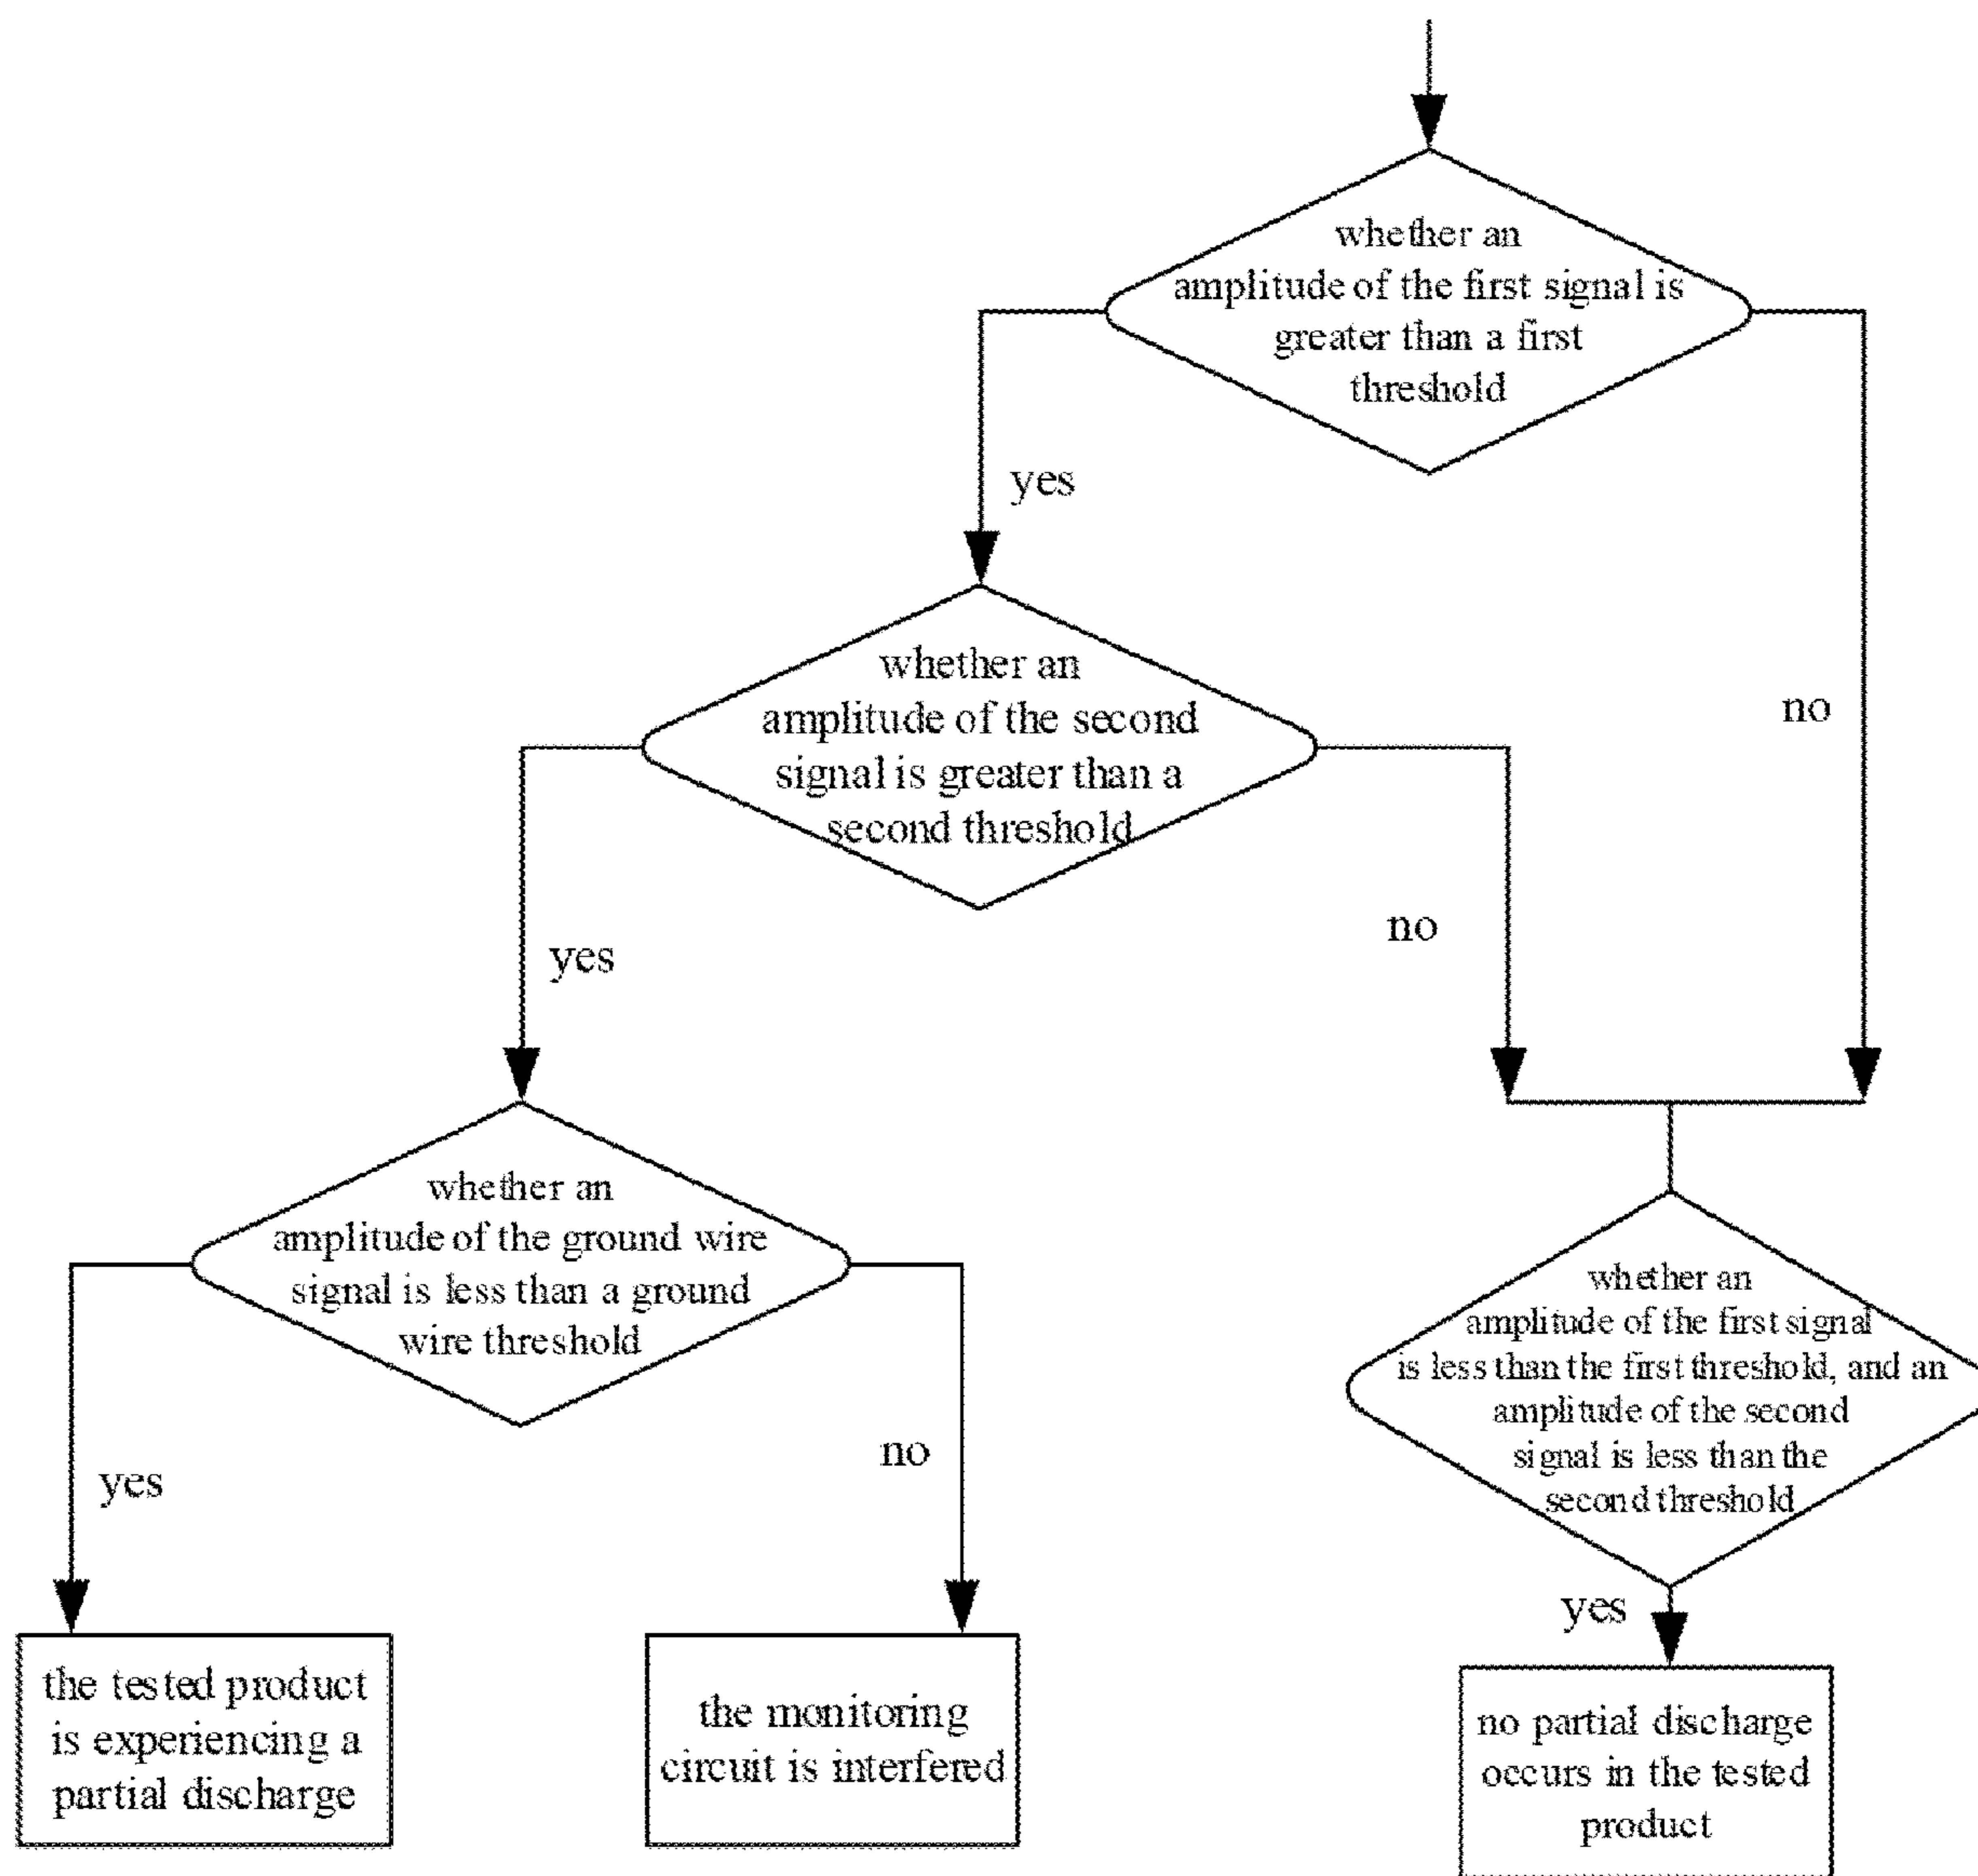 whether an
amplitude of the first signal is
greater than a first
threshold
yes
no
whether an
amplitude of the second
signal is greater than a
second threshold
yes
no
whether an
amplitude of the ground wire
signal is less than a ground
wire threshold
yes
no
whether an
amplitude of the first signal
is less than the first threshold, and an
amplitude of the second
signal is less than the
second threshold
yes
the tested product
is experiencing a
partial discharge
the monitoring
circuit is interfered
no partial discharge
occurs in the tested
product